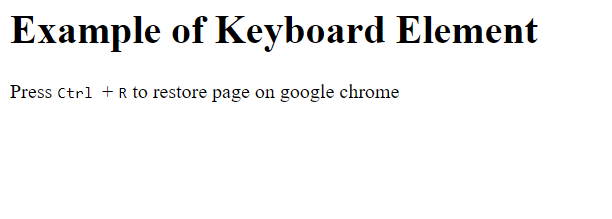 Example of Keyboard Element
Press Ctrl + R to restore page on google chrome